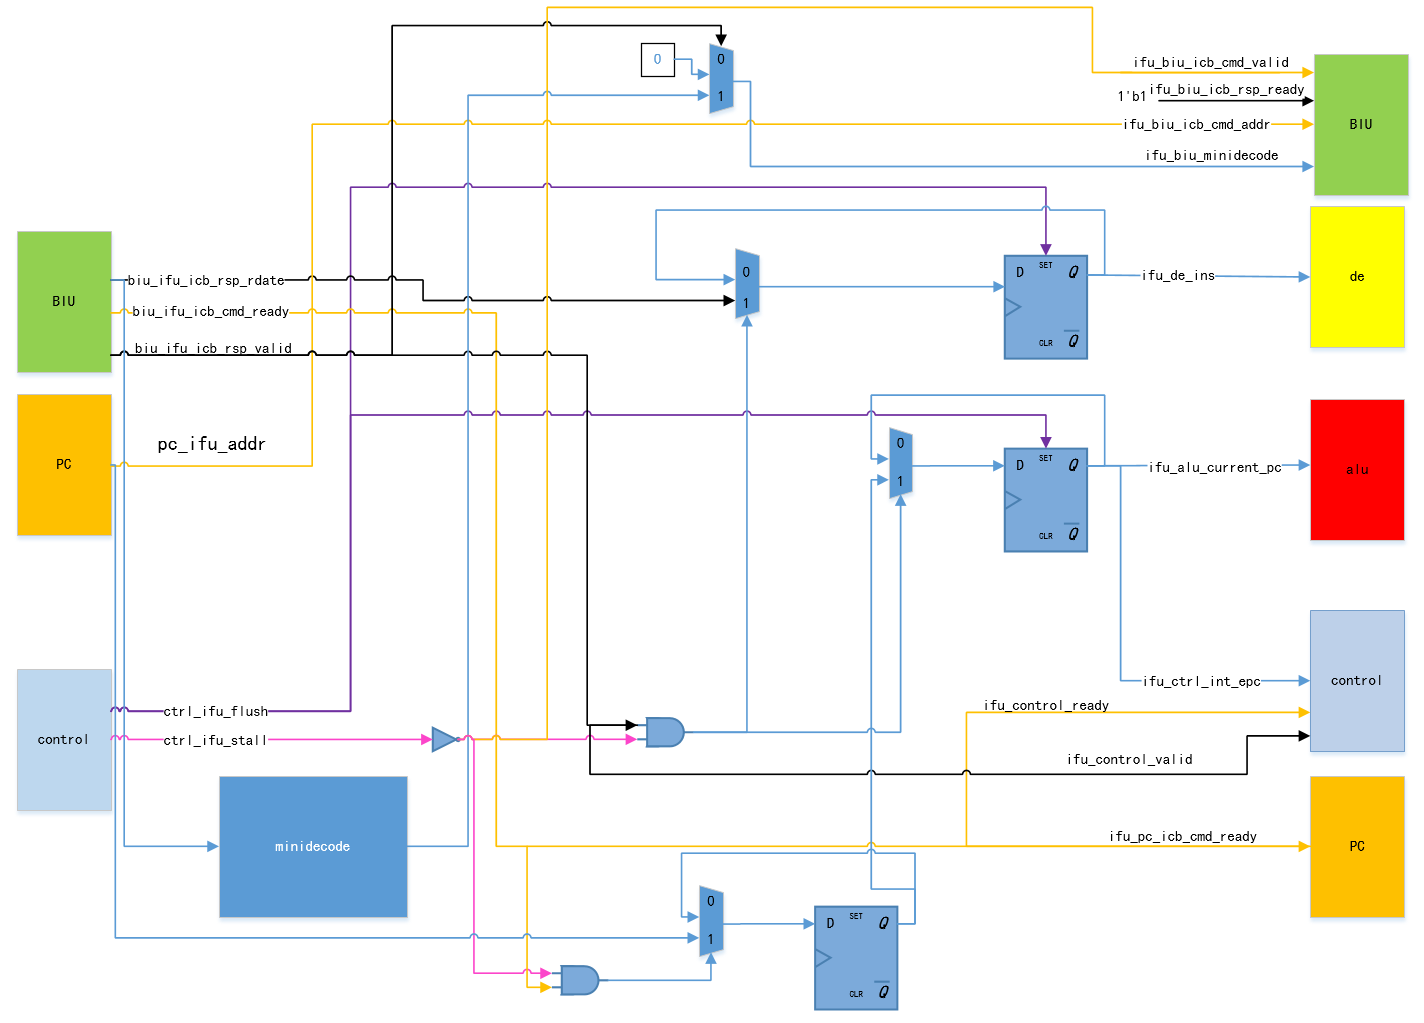 0
0
1
ifu_biu_icb_cmd_valid
1'b1
ifu_biu_icb_rsp_ready
ifu_biu_icb_cmd_addr
ifu_biu_minidecode
BIU
BIU
biu_ifu_icb_rsp_rdate
biu_ifu_icb_cmd_ready
biu_ifu_icb_rsp_valid
0
1
D
SET
Q
CLR
Q
ifu_de_ins
de
PC
pc_ifu_addr
0
1
D
SET
Q
CLR
Q
ifu_alu_current_pc
alu
control
ctrl_ifu_flush
ctrl_ifu_stall
ifu_ctrl_int_epc
ifu_control_ready
ifu_control_valid
control
minidecode
ifu_pc_icb_cmd_ready
PC
0
1
D
SET
Q
CLR
Q